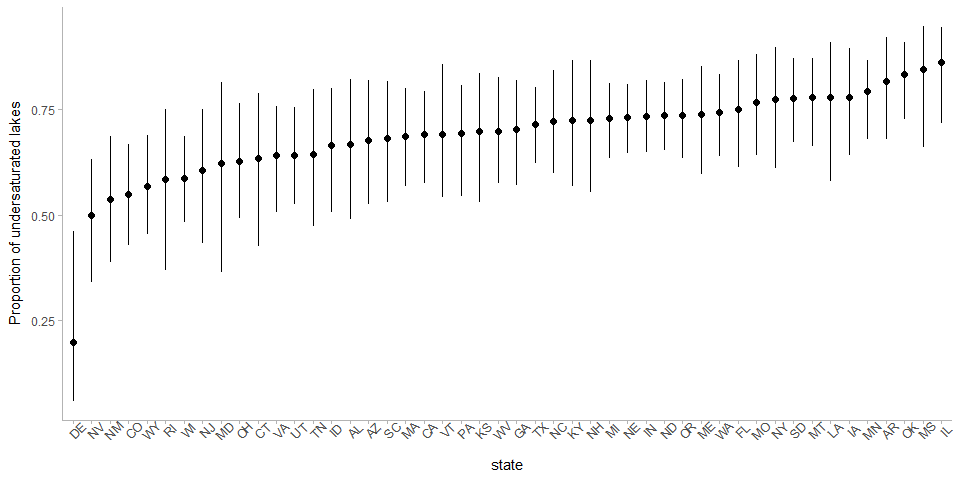 Proportion of undersaturated lakes
0.75
0.50
0.25
DE NV NM CO WY RI WI NJ MD OH CT VA UT TN ID AL AZ SC MA CA VT PA KS WV GA TX NC KY NH MI NE IN ND OR ME WA FL MO NY SD MT LA IA MN AR OK MS IL
state